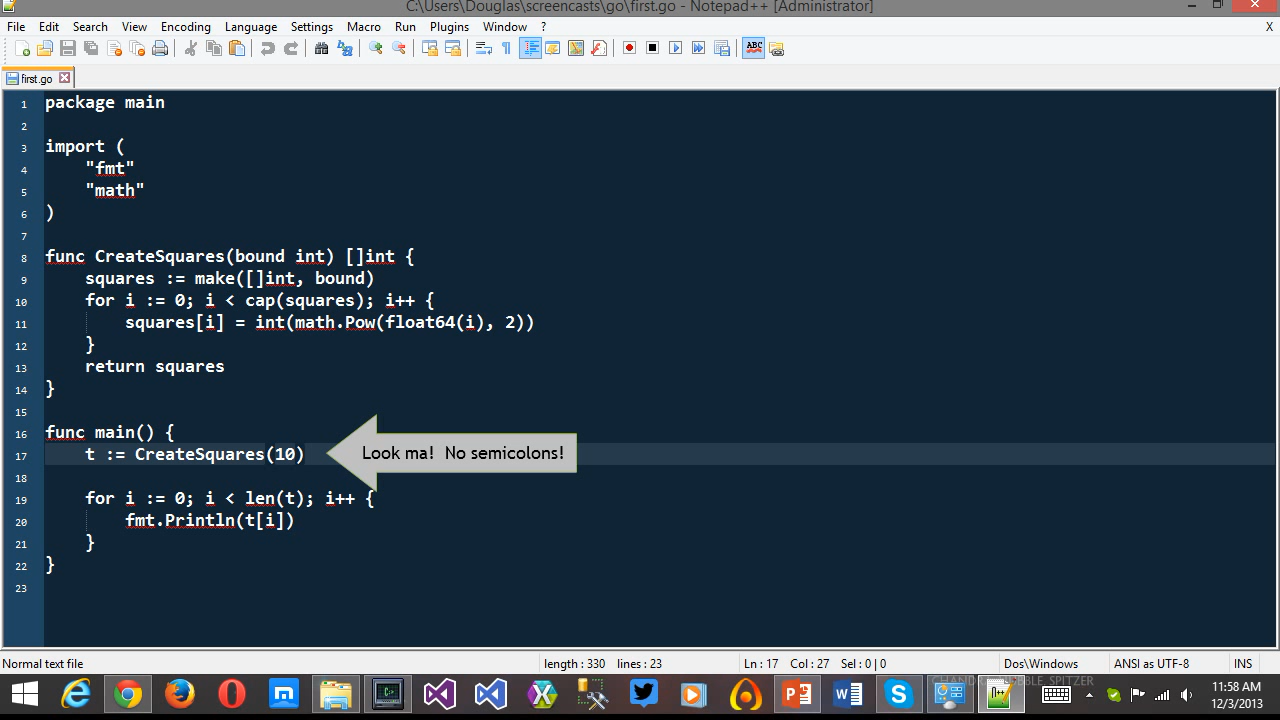 C:\Users\Douglas\screencasts\go\first.go - Notepad++ [Administrator]
File Edit Search View Encoding Language Settings Macro Run Plugins Window ? X
first.go
1 package main
2
3 import (
4 "fmt"
5 "math"
6 )
7
8 func CreateSquares(bound int) []int {
9 squares := make([]int, bound)
10 for i := 0; i < cap(squares); i++ {
11 squares[i] = int(math.Pow(float64(i), 2))
12 }
13 return squares
14 }
15
16 func main() {
17 t := CreateSquares(10)
Look ma! No semicolons!
18
19 for i := 0; i < len(t); i++ {
20 fmt.Println(t[i])
21 }
22 }
23
Normal text file length : 330 lines : 23 Ln : 17 Col : 27 Sel : 0 | 0 Dos\Windows ANSI as UTF-8 INS
11:58 AM
12/3/2013